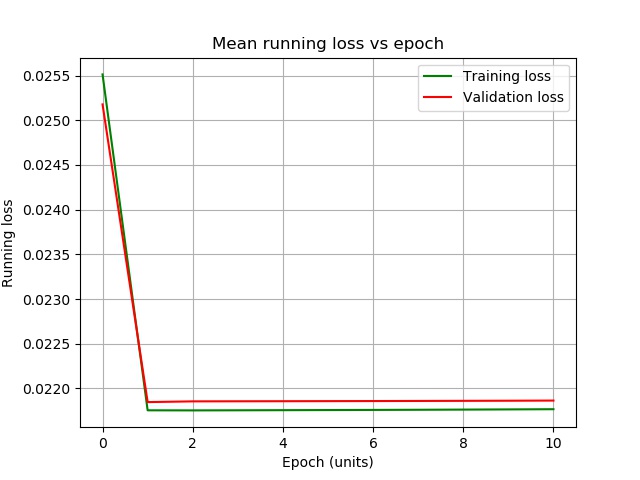 Mean running loss vs epoch
Training loss
Validation loss
0.0255
0.0250
0.0245
0.0240
0.0235
0.0230
0.0225
0.0220
Running loss
0 2 4 6 8 10
Epoch (units)